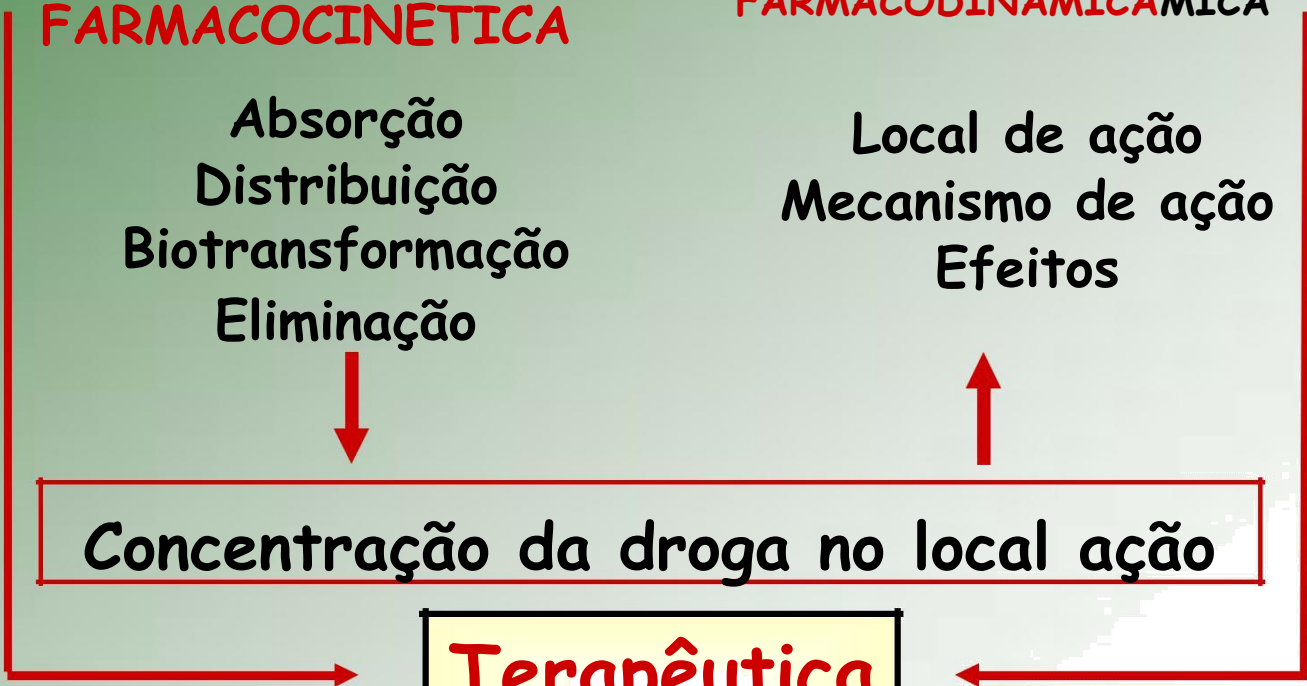 FARMACOCINETICA
FARMACODINAMICAMICA
Absorção
Distribuição
Biotransformação
Eliminação
Local de ação
Mecanismo de ação
Efeitos
Concentração da droga no local ação
Terapêutica